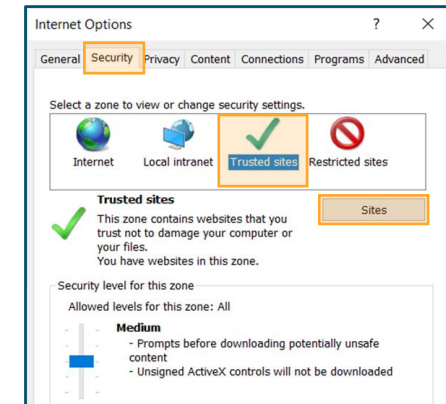 Internet Options ? ×
General Security Privacy Content Connections Programs Advanced
Select a zone to view or change security settings.
Internet Local intranet Trusted sites Restricted sites
Trusted sites
Sites
This zone contains websites that you
trust not to damage your computer or
your files.
You have websites in this zone.
Security level for this zone
Allowed levels for this zone: All
Medium
- Prompts before downloading potentially unsafe
content
- Unsigned ActiveX controls will not be downloaded